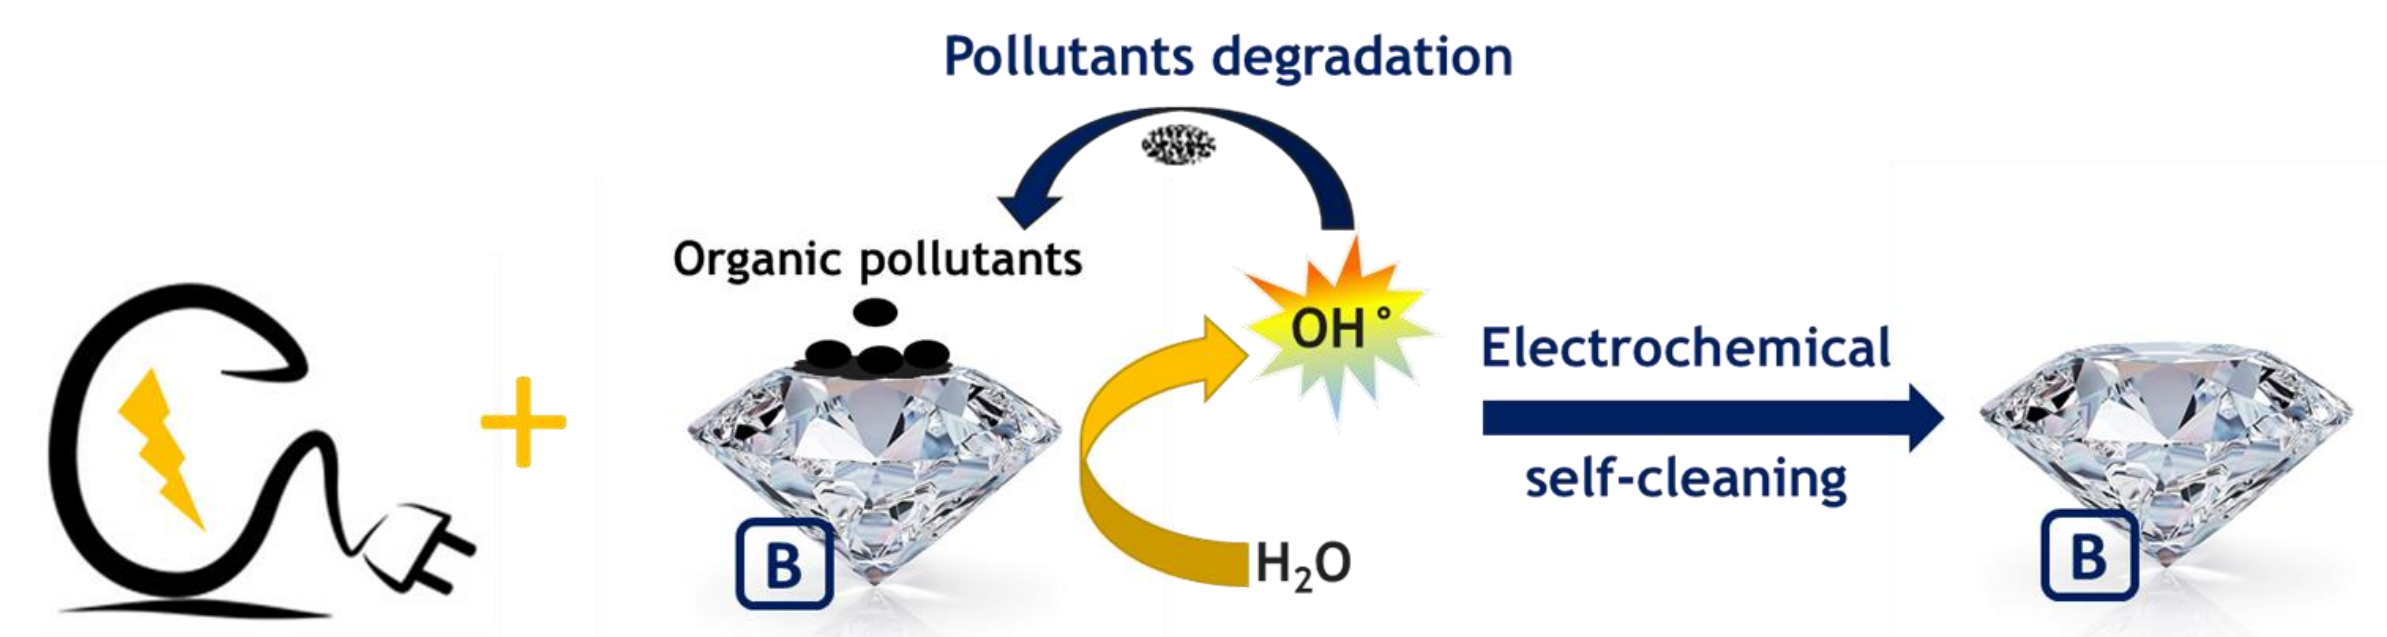 Pollutants degradation
Organic pollutants
OH°
Electrochemical
self-cleaning
B
H₂O
B